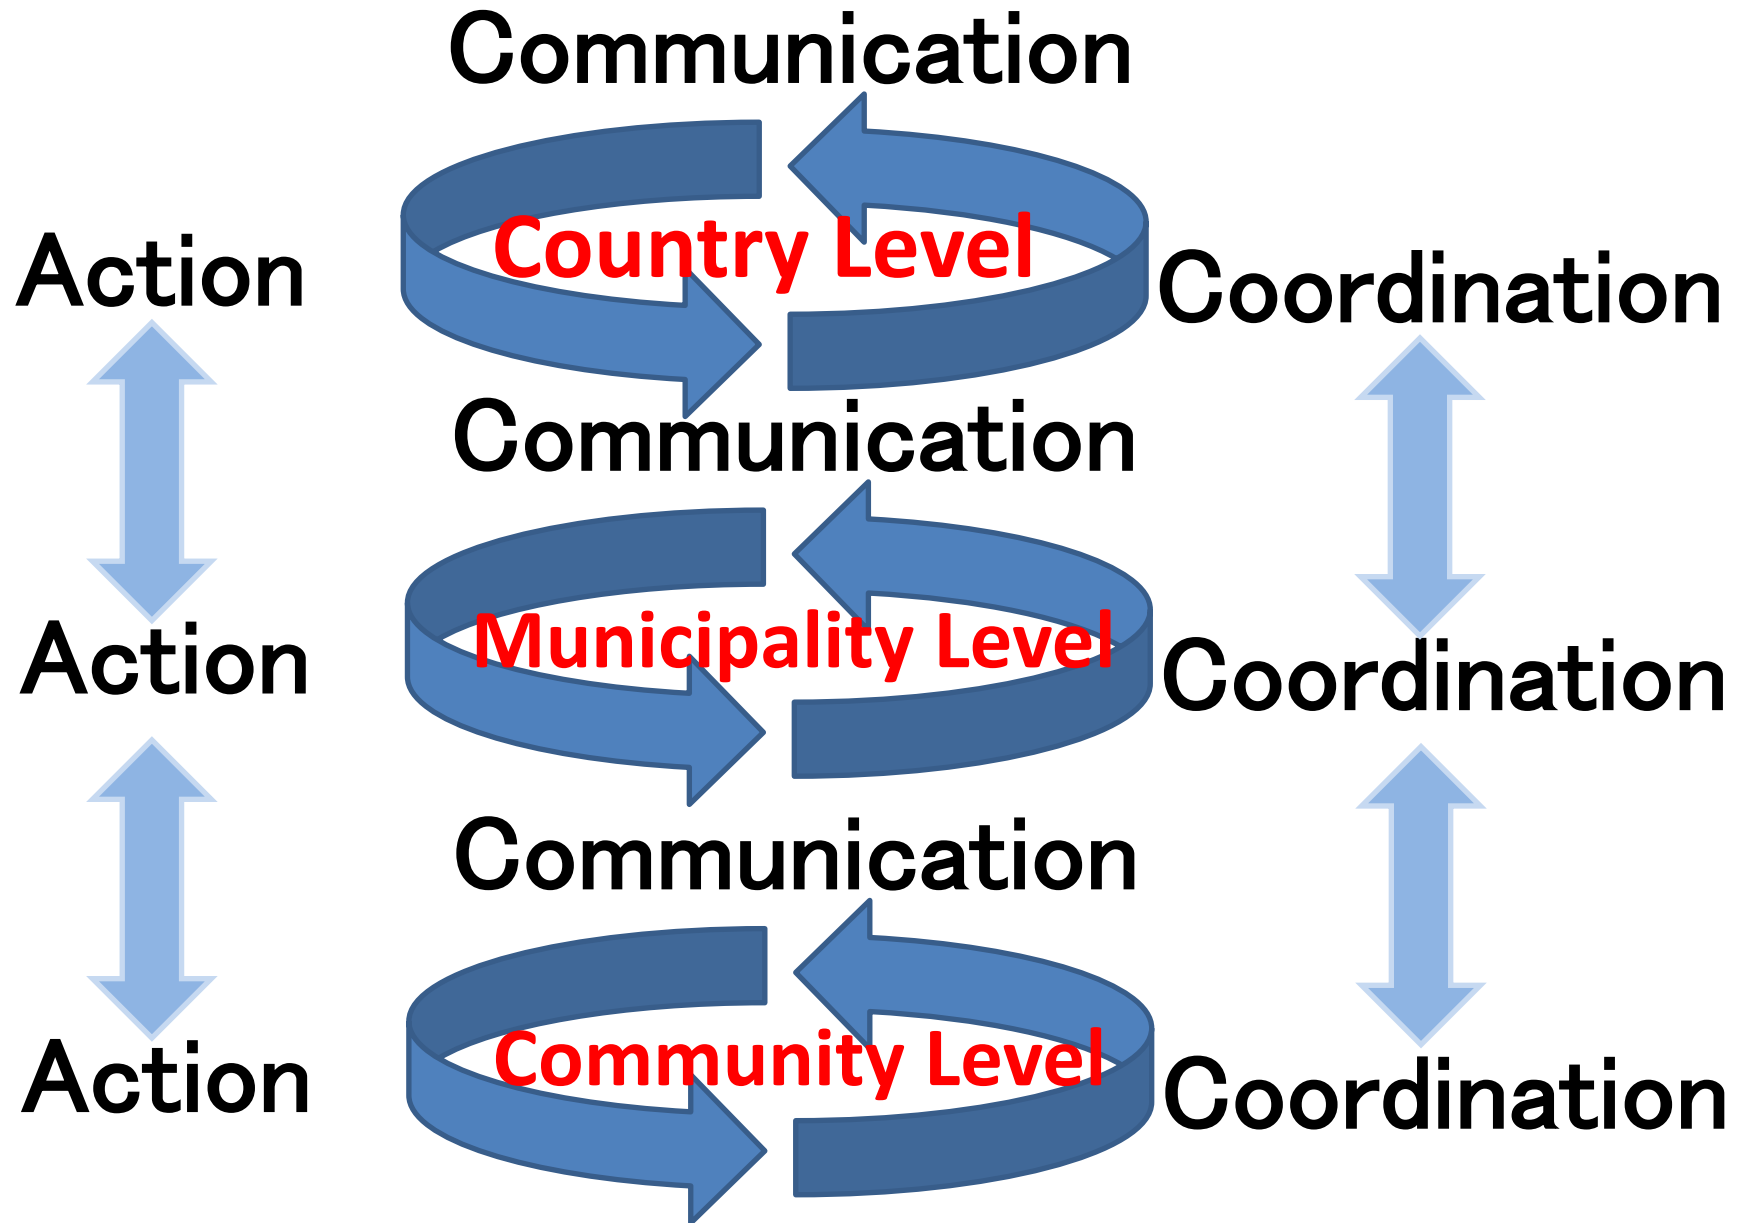 Communication
Country Level
Action
Coordination
Communication
Municipality Level
Action
Coordination
Communication
Community Level
Action
Coordination